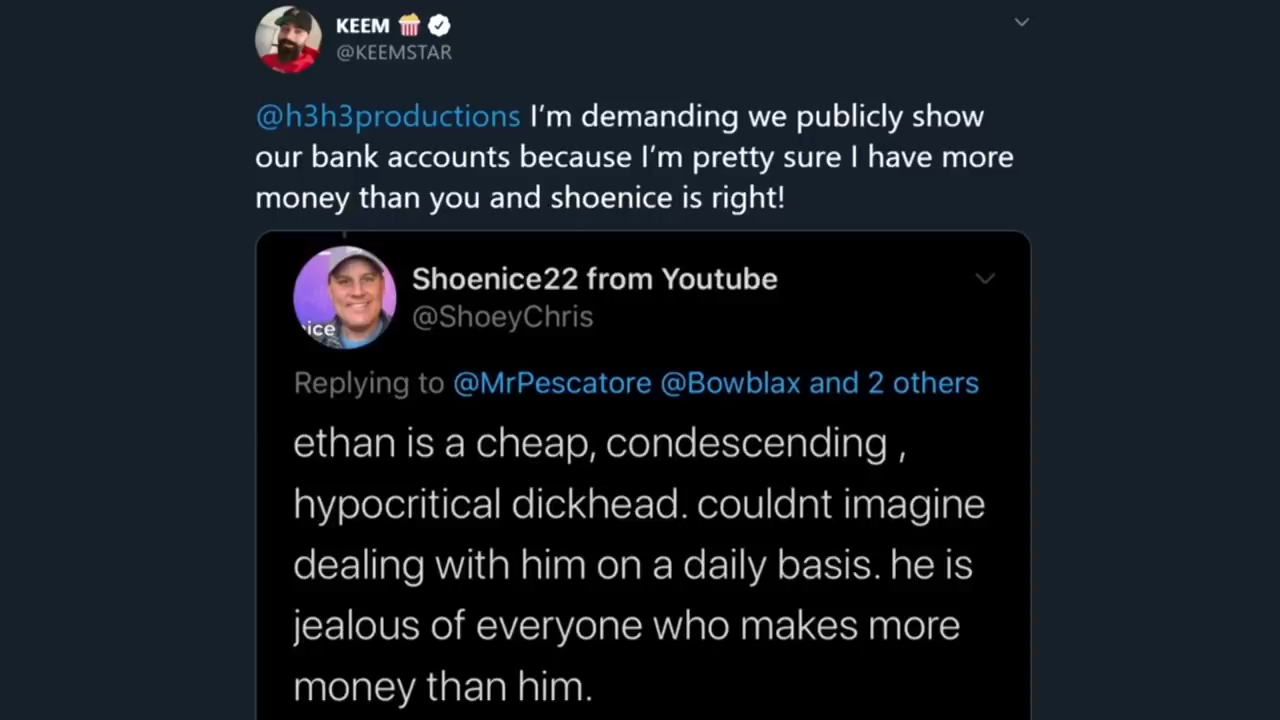 KEEM 🍿
@KEEMSTAR
@h3h3productions I'm demanding we publicly show
our bank accounts because I'm pretty sure I have more
money than you and shoenice is right!
Shoenice22 from Youtube
@ShoeyChris
ice
Replying to @MrPescatore @Bowblax and 2 others
ethan is a cheap, condescending ,
hypocritical dickhead. couldnt imagine
dealing with him on a daily basis. he is
jealous of everyone who makes more
money than him.